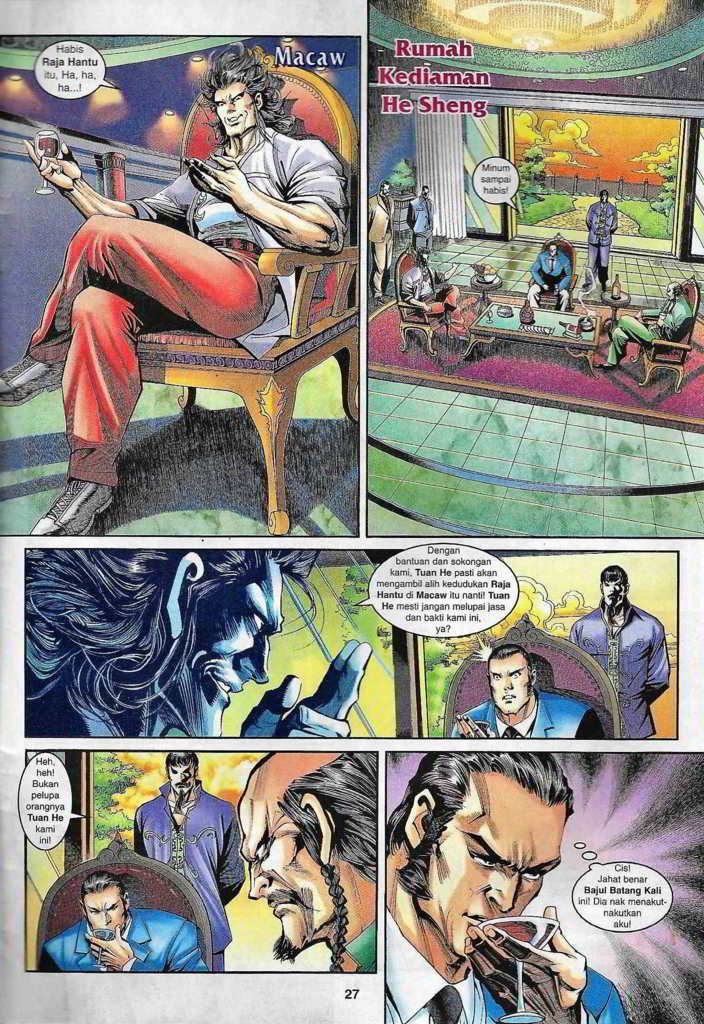 Habis
Raja Hantu
itu, Ha, ha,
ha...!
Macaw
Rumah
Kediaman
He Sheng
Minum
sampai
habis!
Dengan
bantuan dan sokongan
kami, Tuan He pasti akan
mengambil alih kedudukan Raja
Hantu di Macaw itu nanti! Tuan
He mesti jangan melupai jasa
dan bakti kami ini,
ya?
Heh,
heh!
Bukan
pelupa
orangnya
Tuan He
kami
ini!
Cis!
Jahat benar
Bajul Batang Kali
ini! Dia nak menakut-
nakutkan
aku!
27